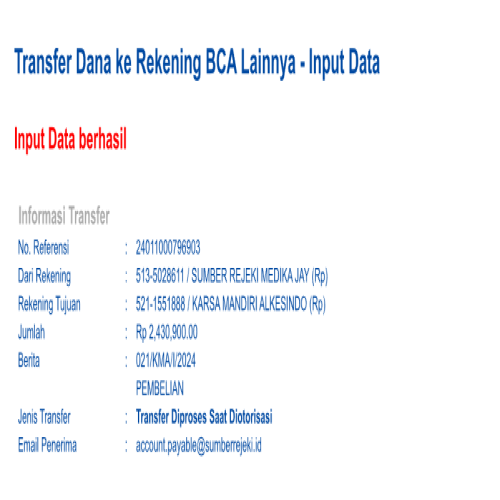 Transfer Dana ke Rekening BCA Lainnya - Input Data
Input Data berhasil
Informasi Transfer
No. Referensi : 24011000796903
Dari Rekening : 513-5028611 / SUMBER REJEKI MEDIKA JAY (Rp)
Rekening Tujuan : 521-1551888 / KARSA MANDIRI ALKESINDO (Rp)
Jumlah : Rp 2,430,900.00
Berita : 021/KMA/I/2024
PEMBELIAN
Jenis Transfer : Transfer Diproses Saat Diotorisasi
Email Penerima : account.payable@sumberrejeki.id